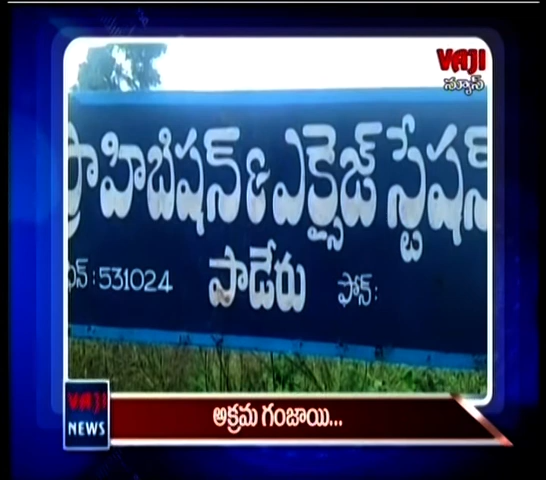 VAJI
న్యూస్
ప్రొహిబిషన్ & ఎక్సైజ్ స్టేషన్
పిన్ : 531024 పాడేరు ఫోన్ :
VAJI
NEWS
అక్రమ గంజాయి...